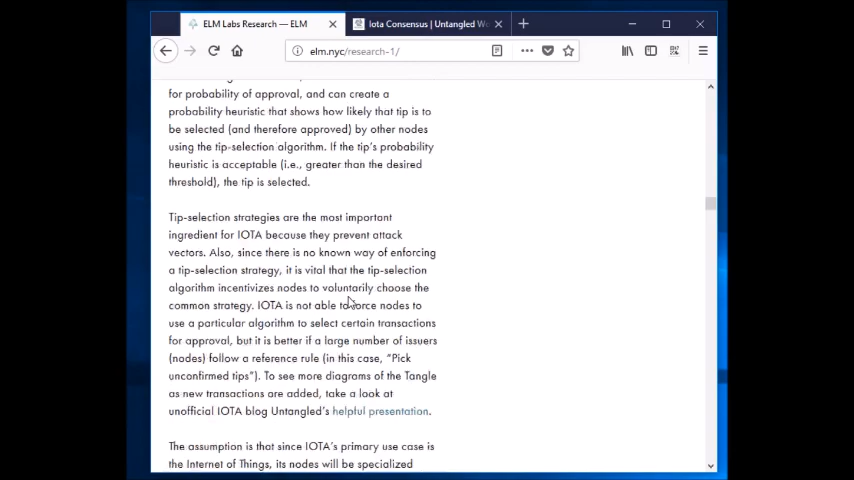 ELM Labs Research — ELM
Iota Consensus | Untangled Wo
elm.nyc/research-1/
for probability of approval, and can create a
probability heuristic that shows how likely that tip is to
be selected (and therefore approved) by other nodes
using the tip-selection algorithm. If the tip's probability
heuristic is acceptable (i.e., greater than the desired
threshold), the tip is selected.
Tip-selection strategies are the most important
ingredient for IOTA because they prevent attack
vectors. Also, since there is no known way of enforcing
a tip-selection strategy, it is vital that the tip-selection
algorithm incentivizes nodes to voluntarily choose the
common strategy. IOTA is not able to force nodes to
use a particular algorithm to select certain transactions
for approval, but it is better if a large number of issuers
(nodes) follow a reference rule (in this case, “Pick
unconfirmed tips”). To see more diagrams of the Tangle
as new transactions are added, take a look at
unofficial IOTA blog Untangled's helpful presentation.
The assumption is that since IOTA's primary use case is
the Internet of Things, its nodes will be specialized